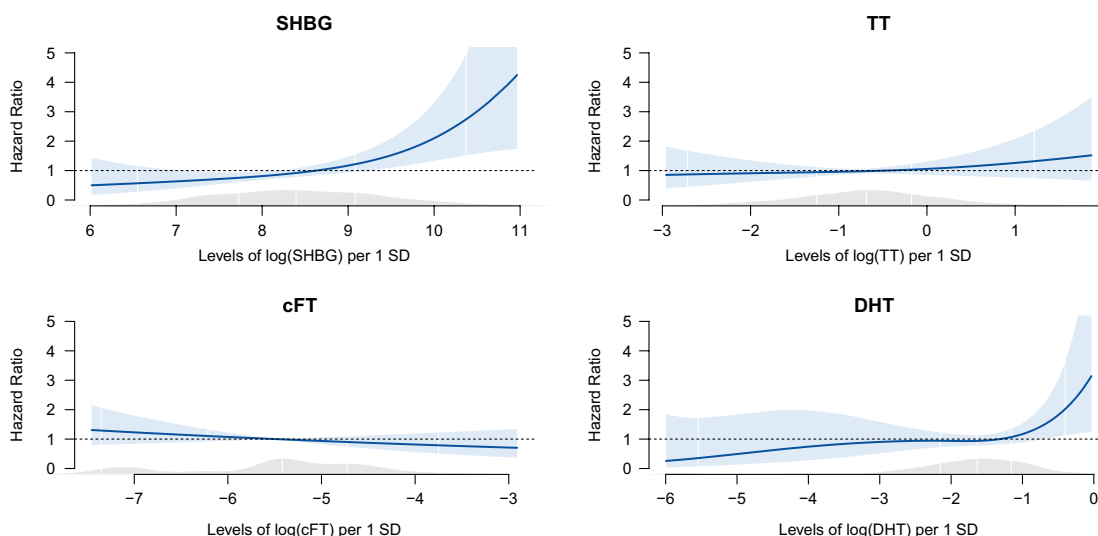 SHBG
5
4
3
2
1
0
Hazard Ratio
6 7 8 9 10 11
Levels of log(SHBG) per 1 SD
TT
5
4
3
2
1
0
Hazard Ratio
−3 −2 −1 0 1
Levels of log(TT) per 1 SD
cFT
5
4
3
2
1
0
Hazard Ratio
−7 −6 −5 −4 −3
Levels of log(cFT) per 1 SD
DHT
5
4
3
2
1
0
Hazard Ratio
−6 −5 −4 −3 −2 −1 0
Levels of log(DHT) per 1 SD